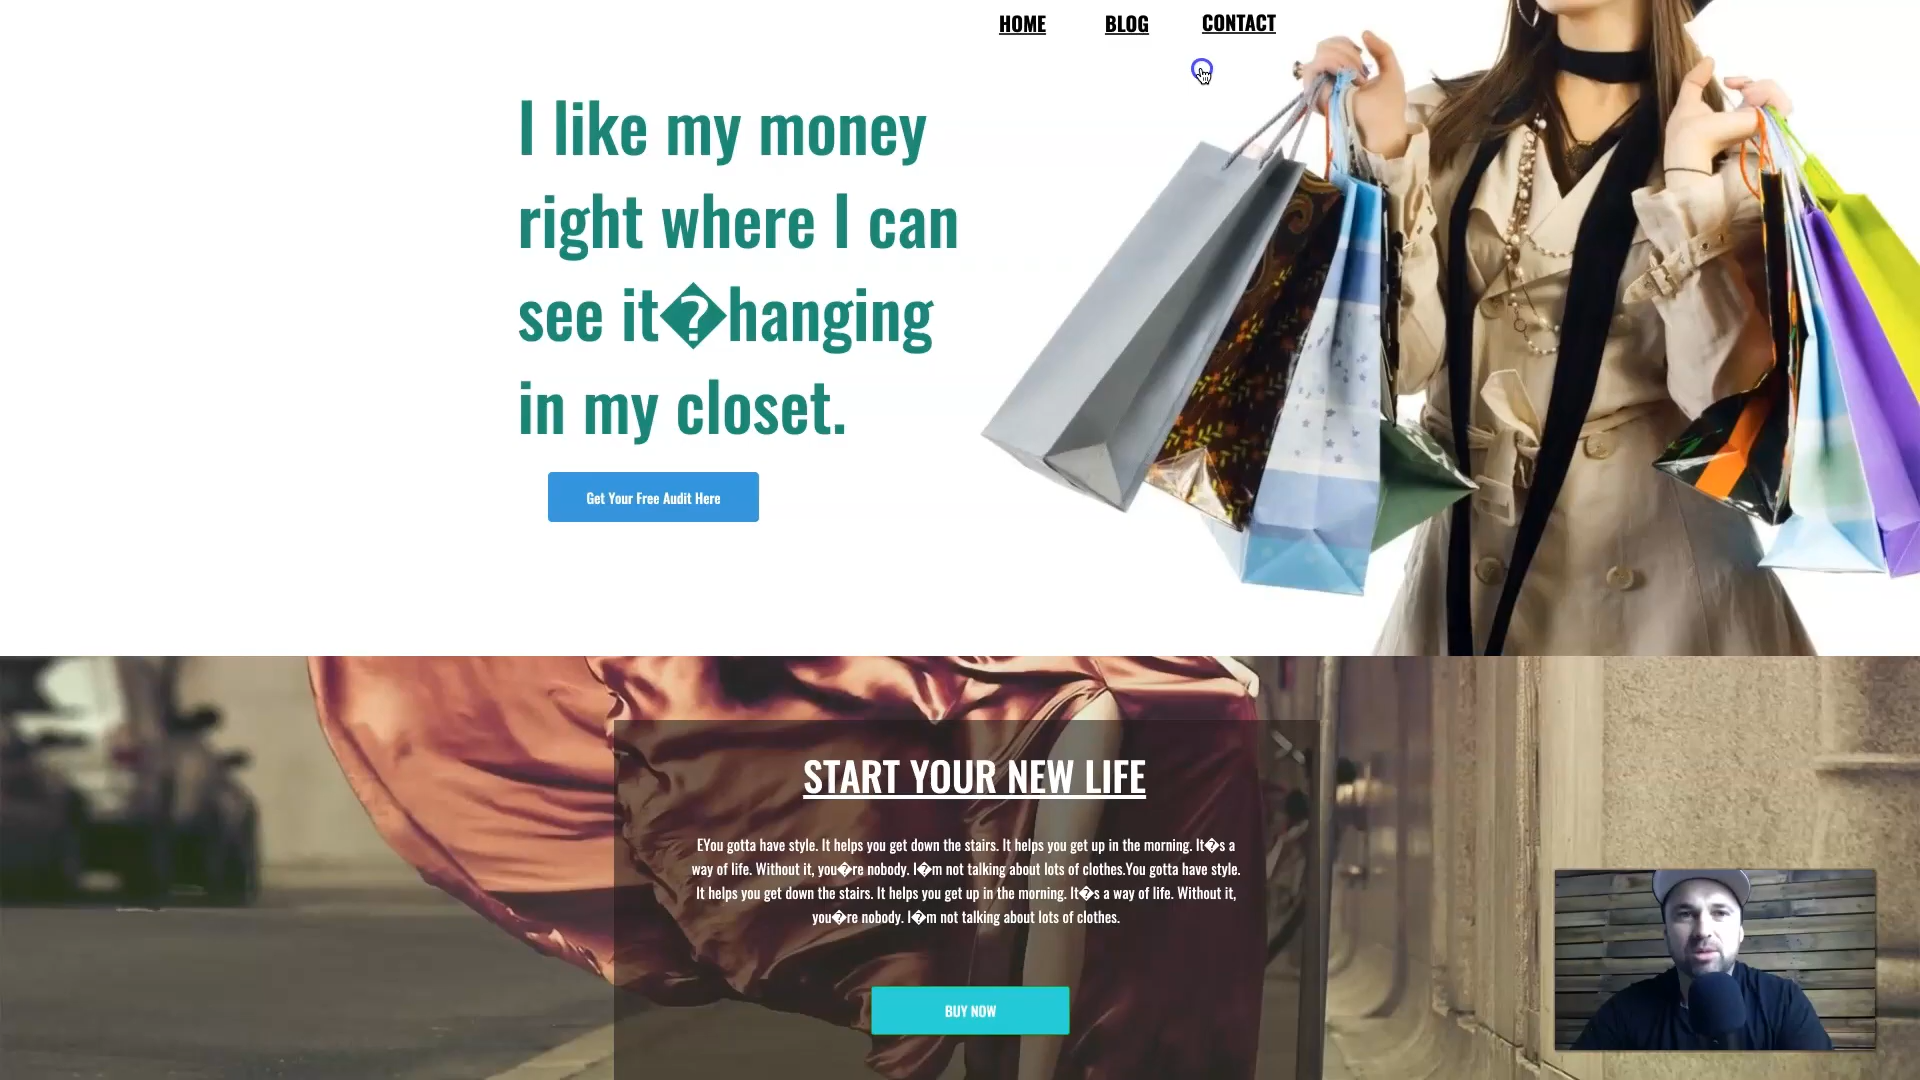 HOME BLOG CONTACT
I like my money
right where I can
see it�hanging
in my closet.
Get Your Free Audit Here
START YOUR NEW LIFE
EYou gotta have style. It helps you get down the stairs. It helps you get up in the morning. It�s a
way of life. Without it, you�re nobody. I�m not talking about lots of clothes.You gotta have style.
It helps you get down the stairs. It helps you get up in the morning. It�s a way of life. Without it,
you�re nobody. I�m not talking about lots of clothes.
BUY NOW